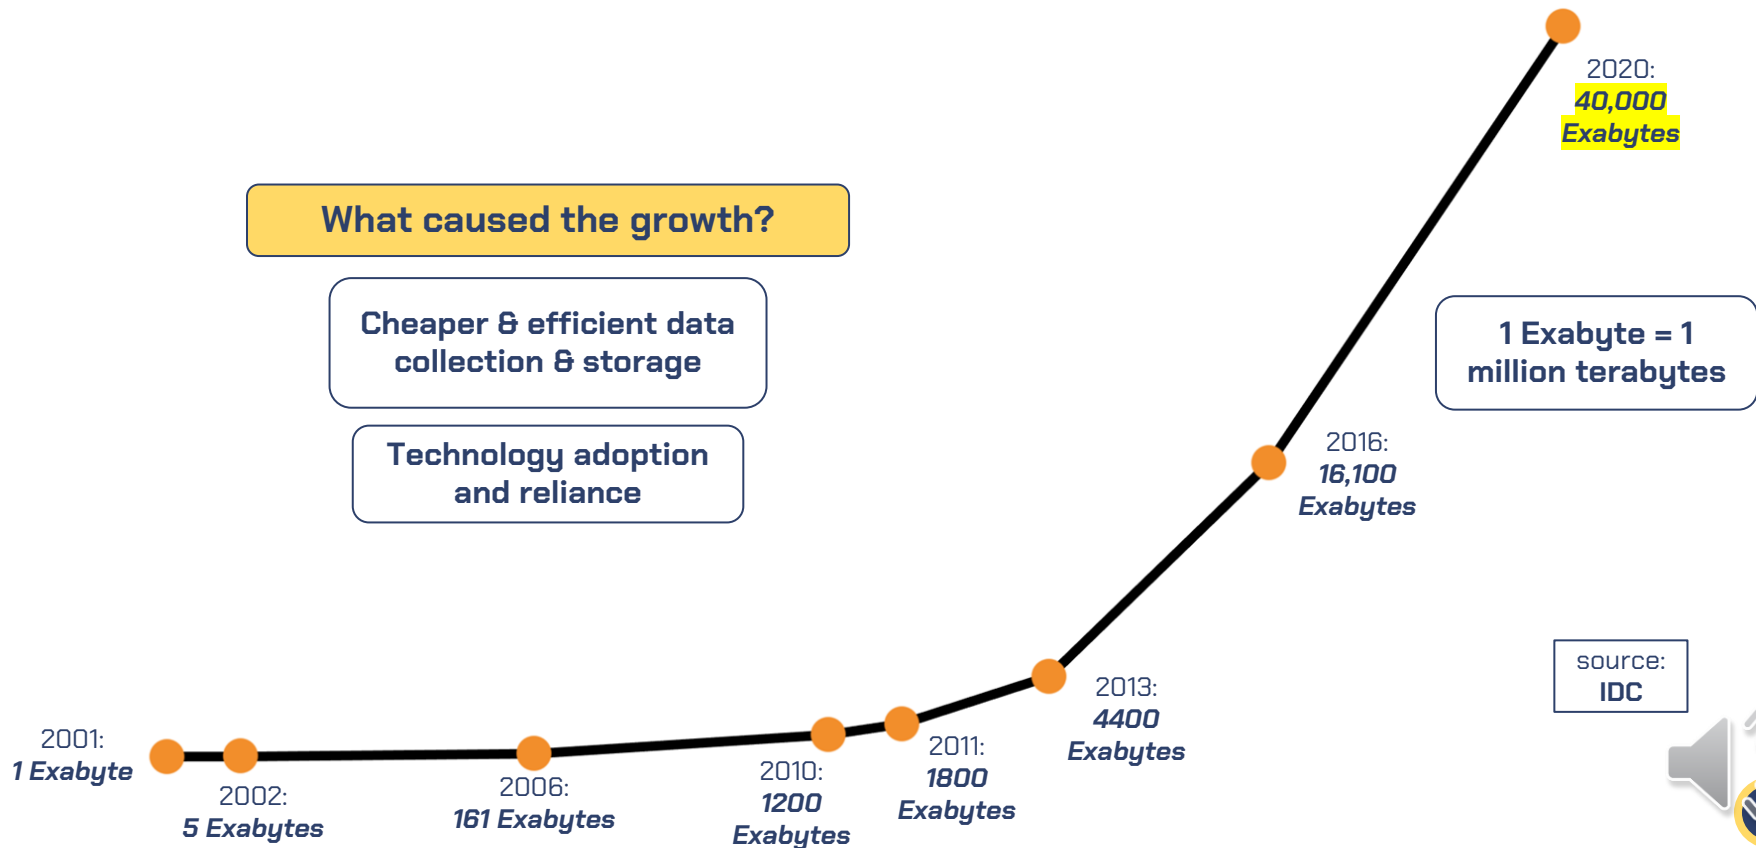 What caused the growth?
Cheaper & efficient data
collection & storage
Technology adoption
and reliance
2001:
1 Exabyte
2002:
5 Exabytes
2006:
161 Exabytes
2010:
1200
Exabytes
2011:
1800
Exabytes
2013:
4400
Exabytes
2016:
16,100
Exabytes
2020:
40,000
Exabytes
1 Exabyte = 1
million terabytes
source:
IDC